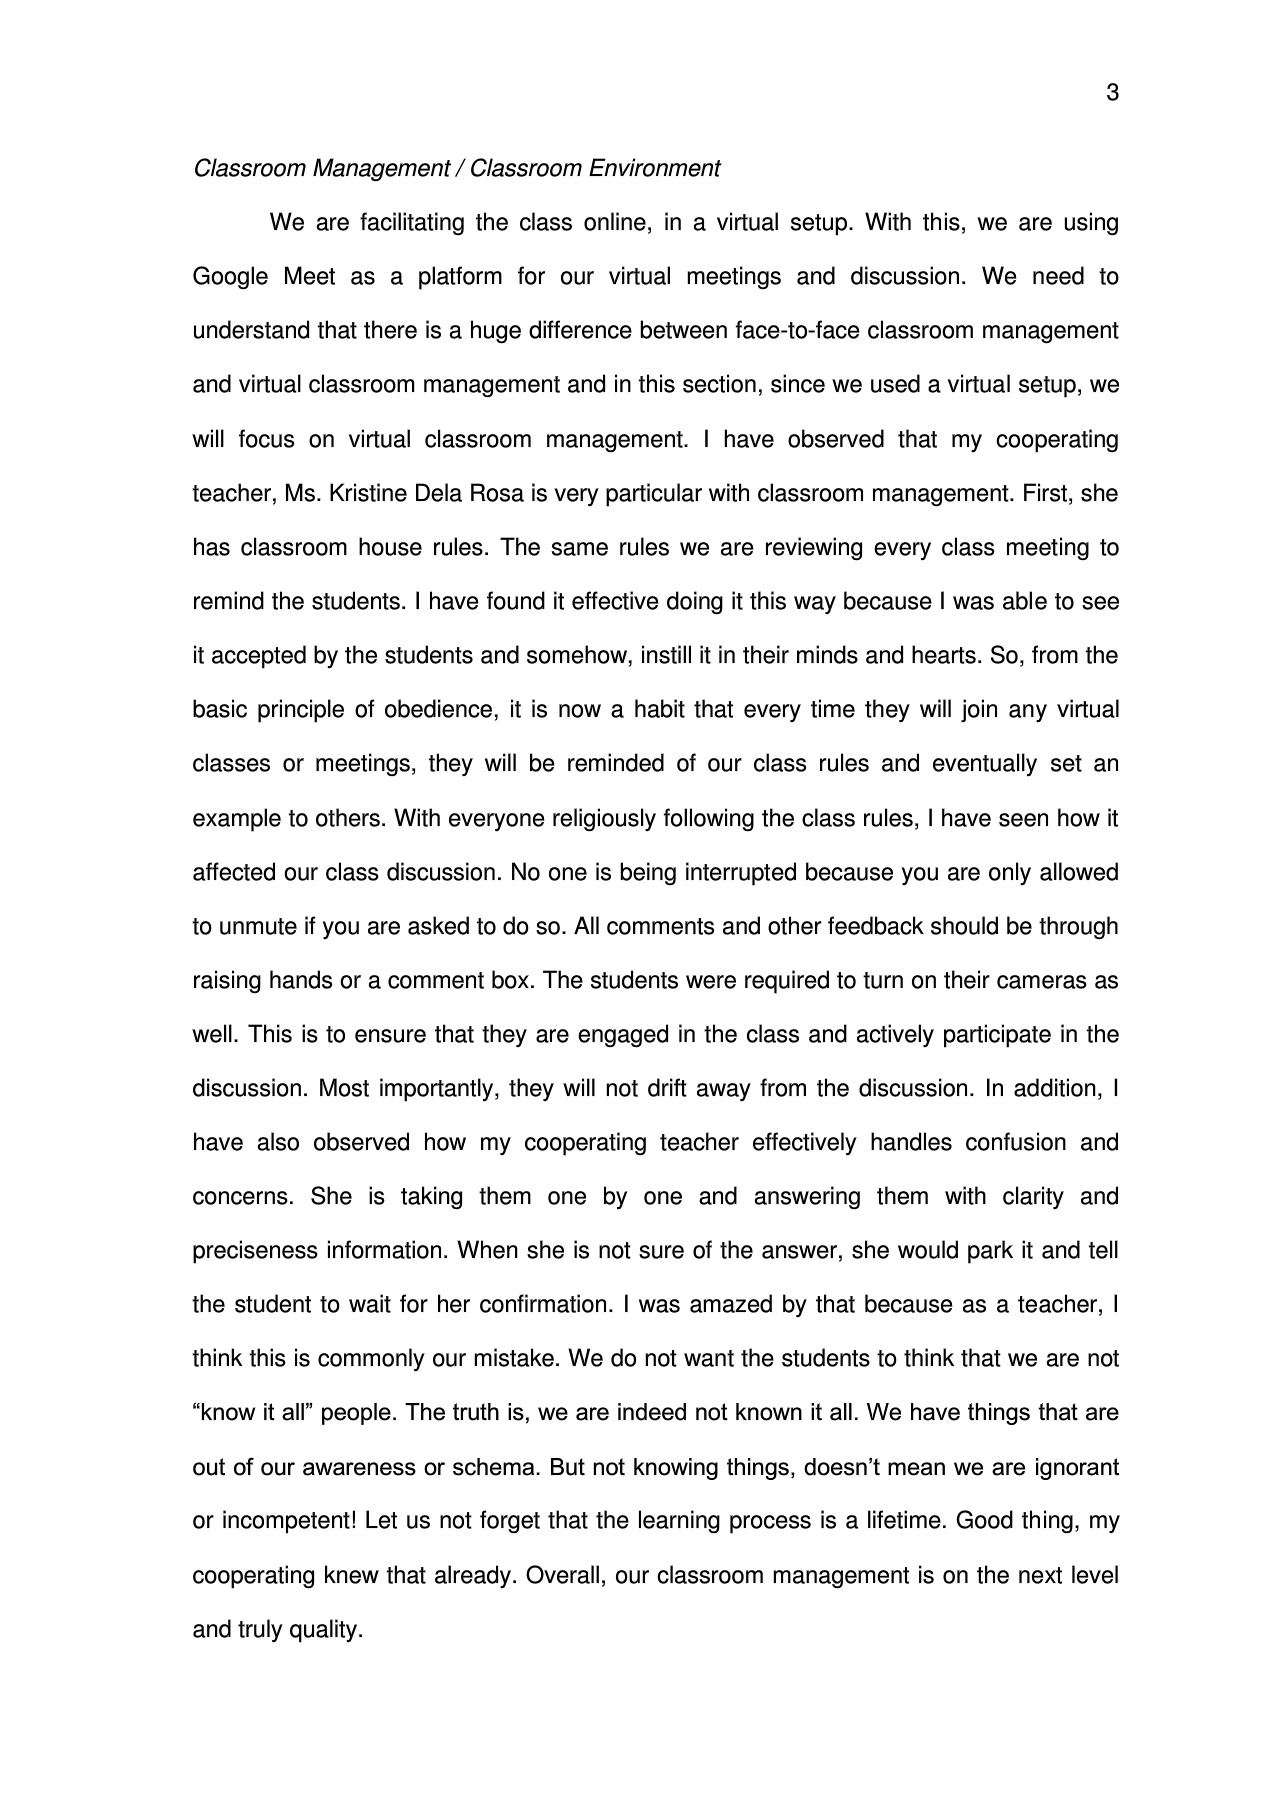 3
Classroom Management / Classroom Environment
We are facilitating the class online, in a virtual setup. With this, we are using
Google Meet as a platform for our virtual meetings and discussion. We need to
understand that there is a huge difference between face-to-face classroom management
and virtual classroom management and in this section, since we used a virtual setup, we
will focus on virtual classroom management. I have observed that my cooperating
teacher, Ms. Kristine Dela Rosa is very particular with classroom management. First, she
has classroom house rules. The same rules we are reviewing every class meeting to
remind the students. I have found it effective doing it this way because I was able to see
it accepted by the students and somehow, instill it in their minds and hearts. So, from the
basic principle of obedience, it is now a habit that every time they will join any virtual
classes or meetings, they will be reminded of our class rules and eventually set an
example to others. With everyone religiously following the class rules, I have seen how it
affected our class discussion. No one is being interrupted because you are only allowed
to unmute if you are asked to do so. All comments and other feedback should be through
raising hands or a comment box. The students were required to turn on their cameras as
well. This is to ensure that they are engaged in the class and actively participate in the
discussion. Most importantly, they will not drift away from the discussion. In addition, I
have also observed how my cooperating teacher effectively handles confusion and
concerns. She is taking them one by one and answering them with clarity and
preciseness information. When she is not sure of the answer, she would park it and tell
the student to wait for her confirmation. I was amazed by that because as a teacher, I
think this is commonly our mistake. We do not want the students to think that we are not
“know it all” people. The truth is, we are indeed not known it all. We have things that are
out of our awareness or schema. But not knowing things, doesn’t mean we are ignorant
or incompetent! Let us not forget that the learning process is a lifetime. Good thing, my
cooperating knew that already. Overall, our classroom management is on the next level
and truly quality.